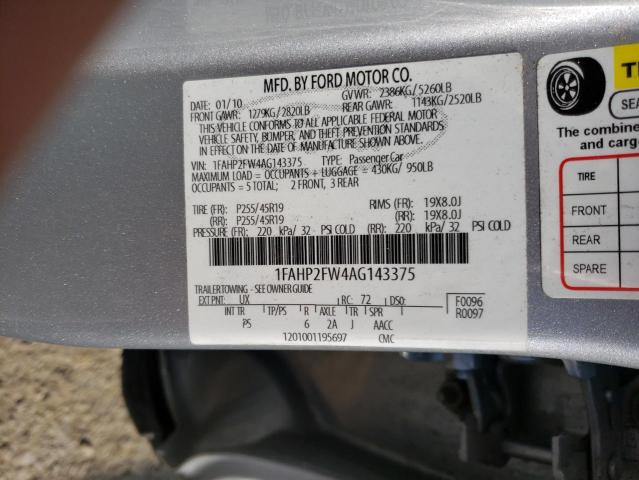 MFD. BY FORD MOTOR CO.
DATE: 01/10
GVWR: 2386KG/5260LB
FRONT GAWR: 1279KG/2820LB
REAR GAWR: 1143KG/2520LB
THIS VEHICLE CONFORMS TO ALL APPLICABLE FEDERAL MOTOR
VEHICLE SAFETY, BUMPER, AND THEFT PREVENTION STANDARDS
IN EFFECT ON THE DATE OF MANUFACTURE SHOWN ABOVE.
VIN: 1FAHP2FW4AG143375 TYPE: Passenger Car
MAXIMUM LOAD = OCCUPANTS + LUGGAGE = 430KG/ 950LB
OCCUPANTS = 5 TOTAL; 2 FRONT, 3 REAR
TIRE (FR): P255/45R19 RIMS (FR): 19X8.0J
(RR): P255/45R19 (RR): 19X8.0J
PRESSURE (FR): 220 kPa/ 32 PSI COLD (RR): 220 kPa/ 32 PSI COLD
1FAHP2FW4AG143375
TRAILER TOWING - SEE OWNER GUIDE
EXT PNT: UX RC: 72 DSO: F0096
INT TR TP/PS R AXLE TR SPR R0097
P5 6 2A J AACC
1201001195697 CMC
SEA
The combine
and carg
TIRE
FRONT
REAR
SPARE